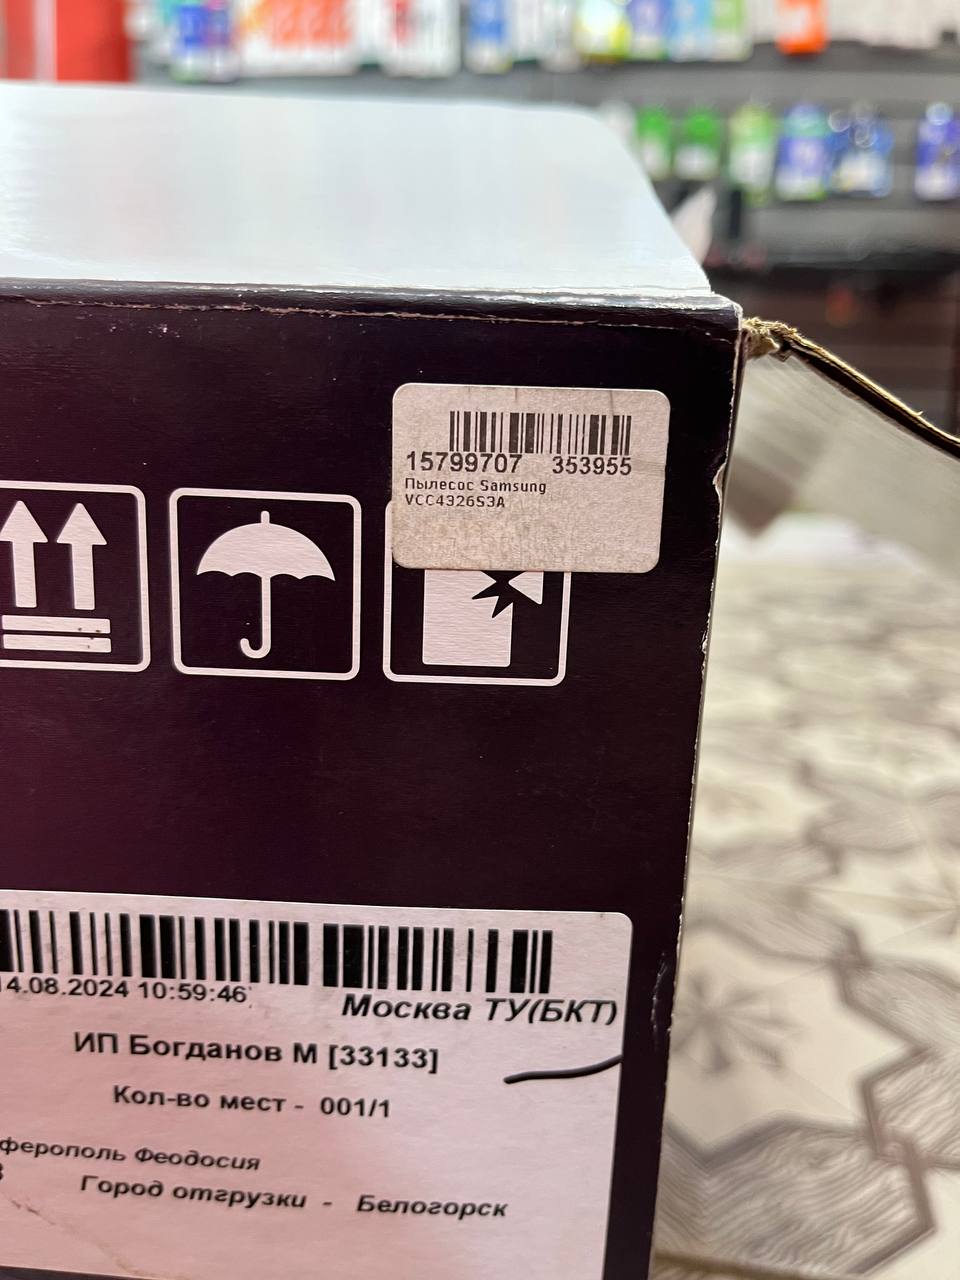 15799707 353955
Пылесос Samsung
VCC4326S3A
4.08.2024 10:59:46
Москва ТУ(БКТ)
ИП Богданов М [33133]
Кол-во мест - 001/1
ферополь Феодосия
Город отгрузки - Белогорск